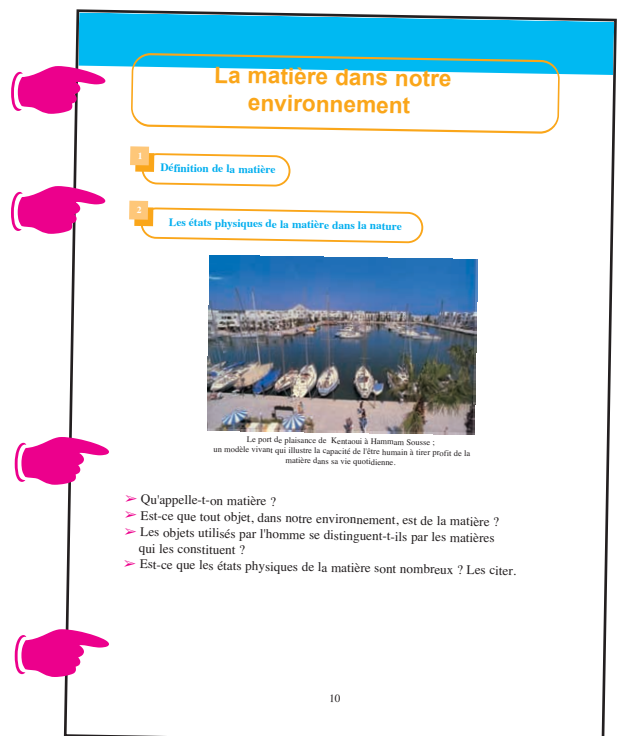 La matiére dans notre
environnement
1
Définition de la matière
2
Les états physiques de la matière dans la nature
Le port de plaisance de Kentaoui à Hammam Sousse ;
un modèle vivant qui illustre la capacité de l'être humain à tirer profit de la
matière dans sa vie quotidienne.
➢ Qu'appelle-t-on matière ?
➢ Est-ce que tout objet, dans notre environnement, est de la matière ?
➢ Les objets utilisés par l'homme se distinguent-t-ils par les matières
qui les constituent ?
➢ Est-ce que les états physiques de la matière sont nombreux ? Les citer.
10